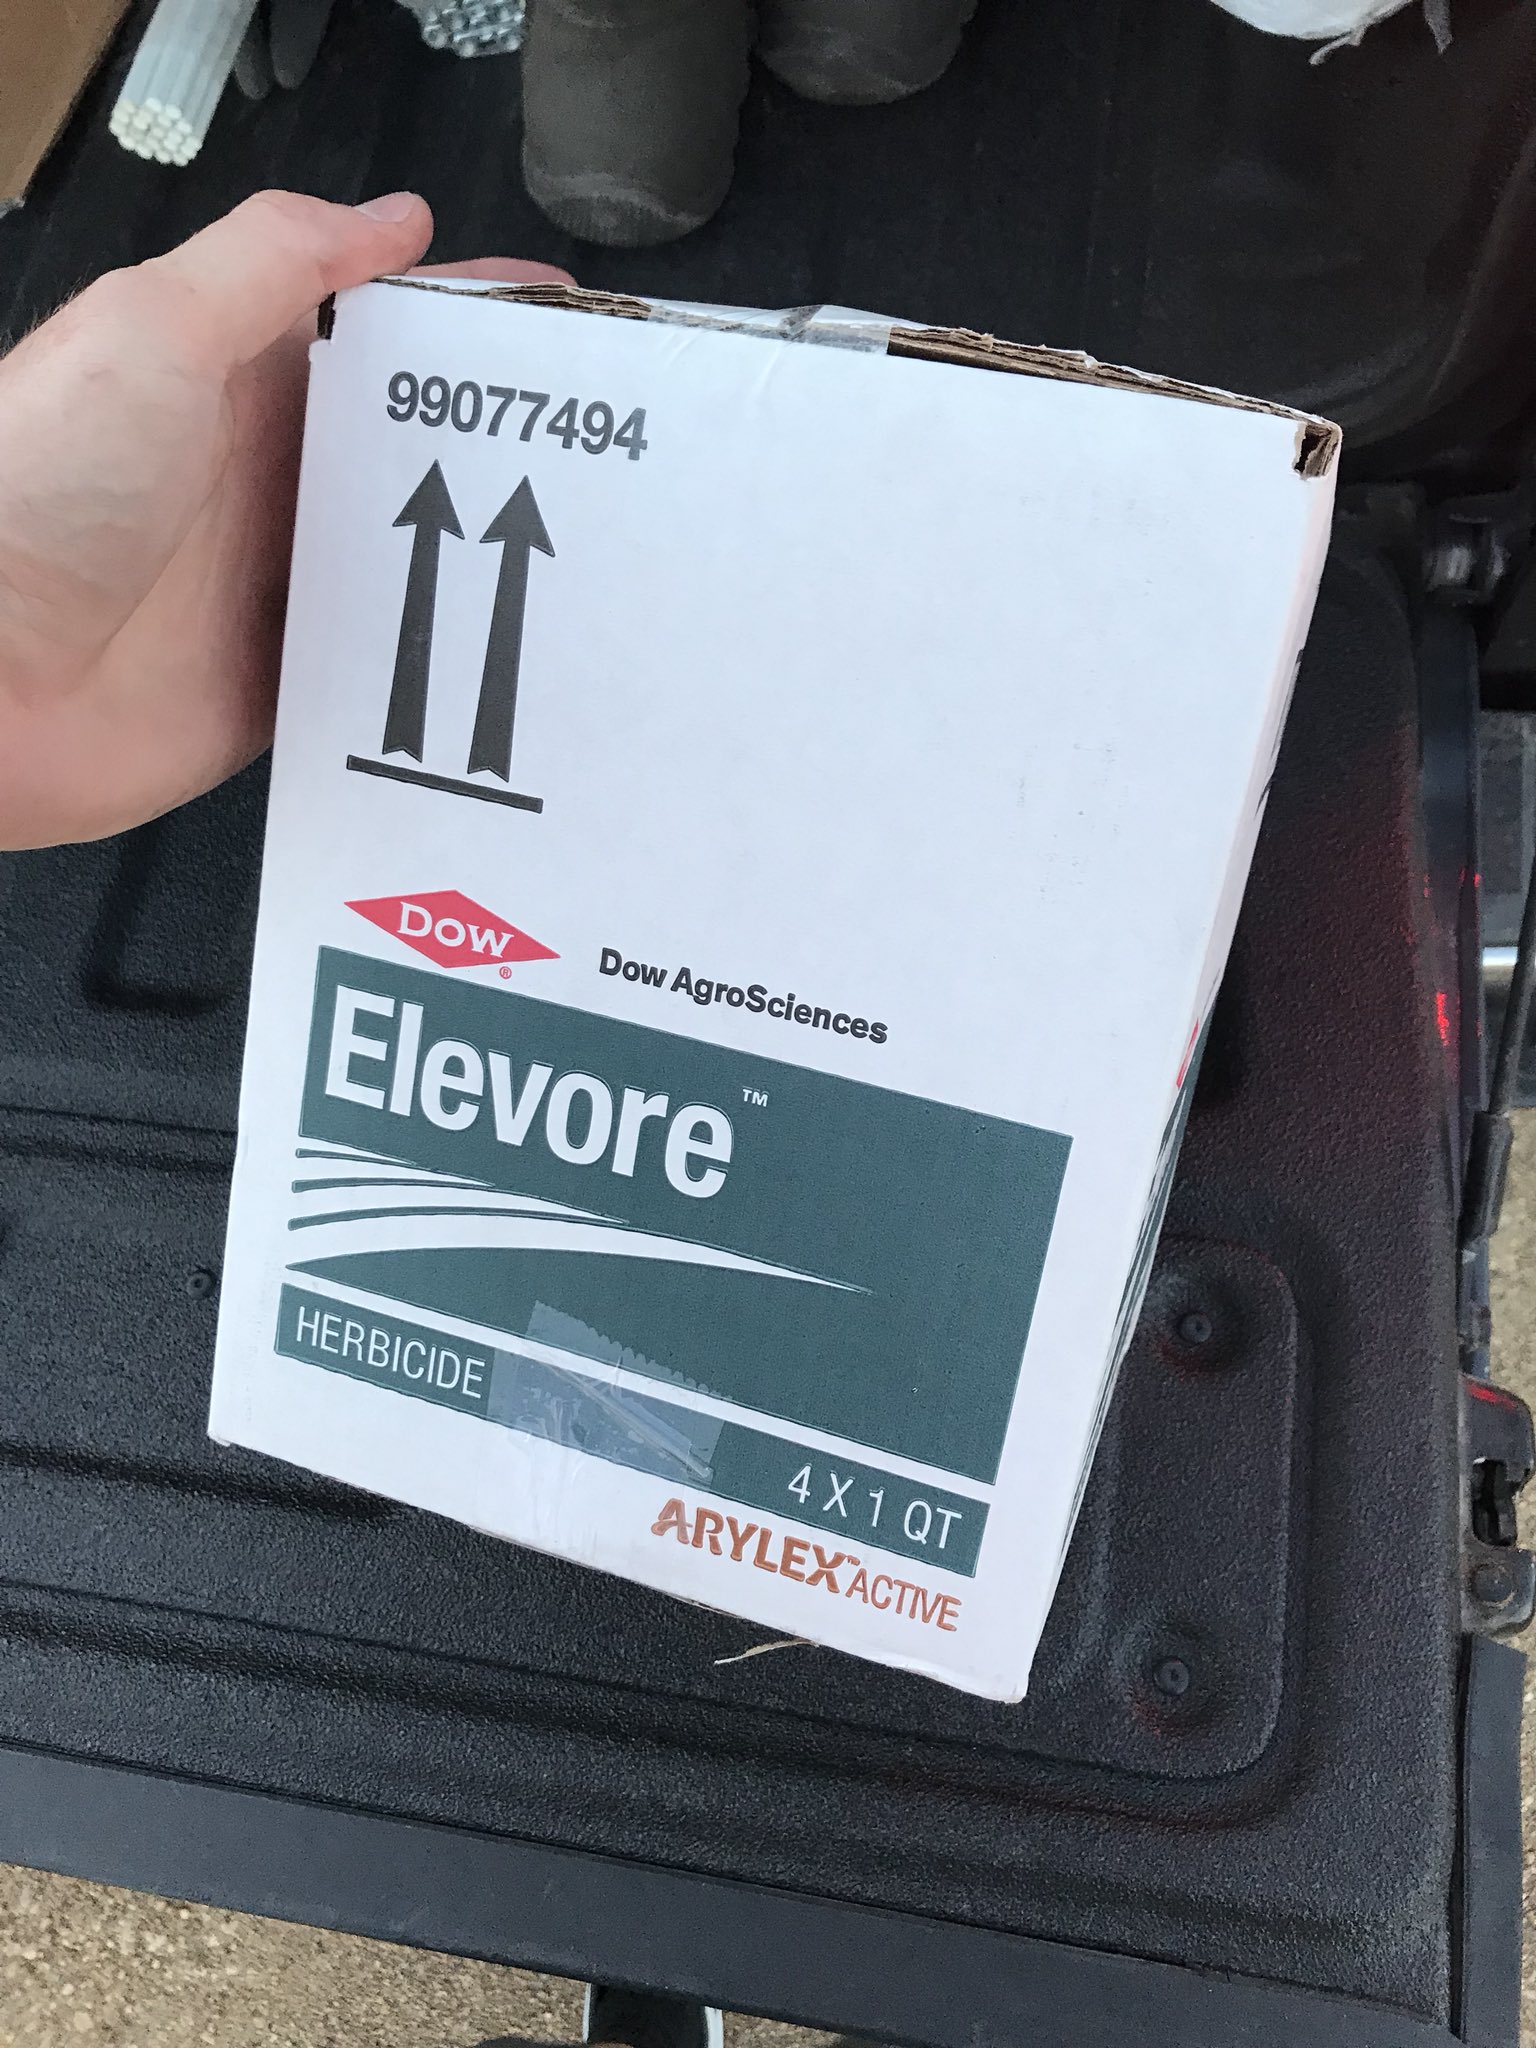 99077494
DOW®
Dow AgroSciences
Elevore™
HERBICIDE
4 X 1 QT
ARYLEX™ ACTIVE